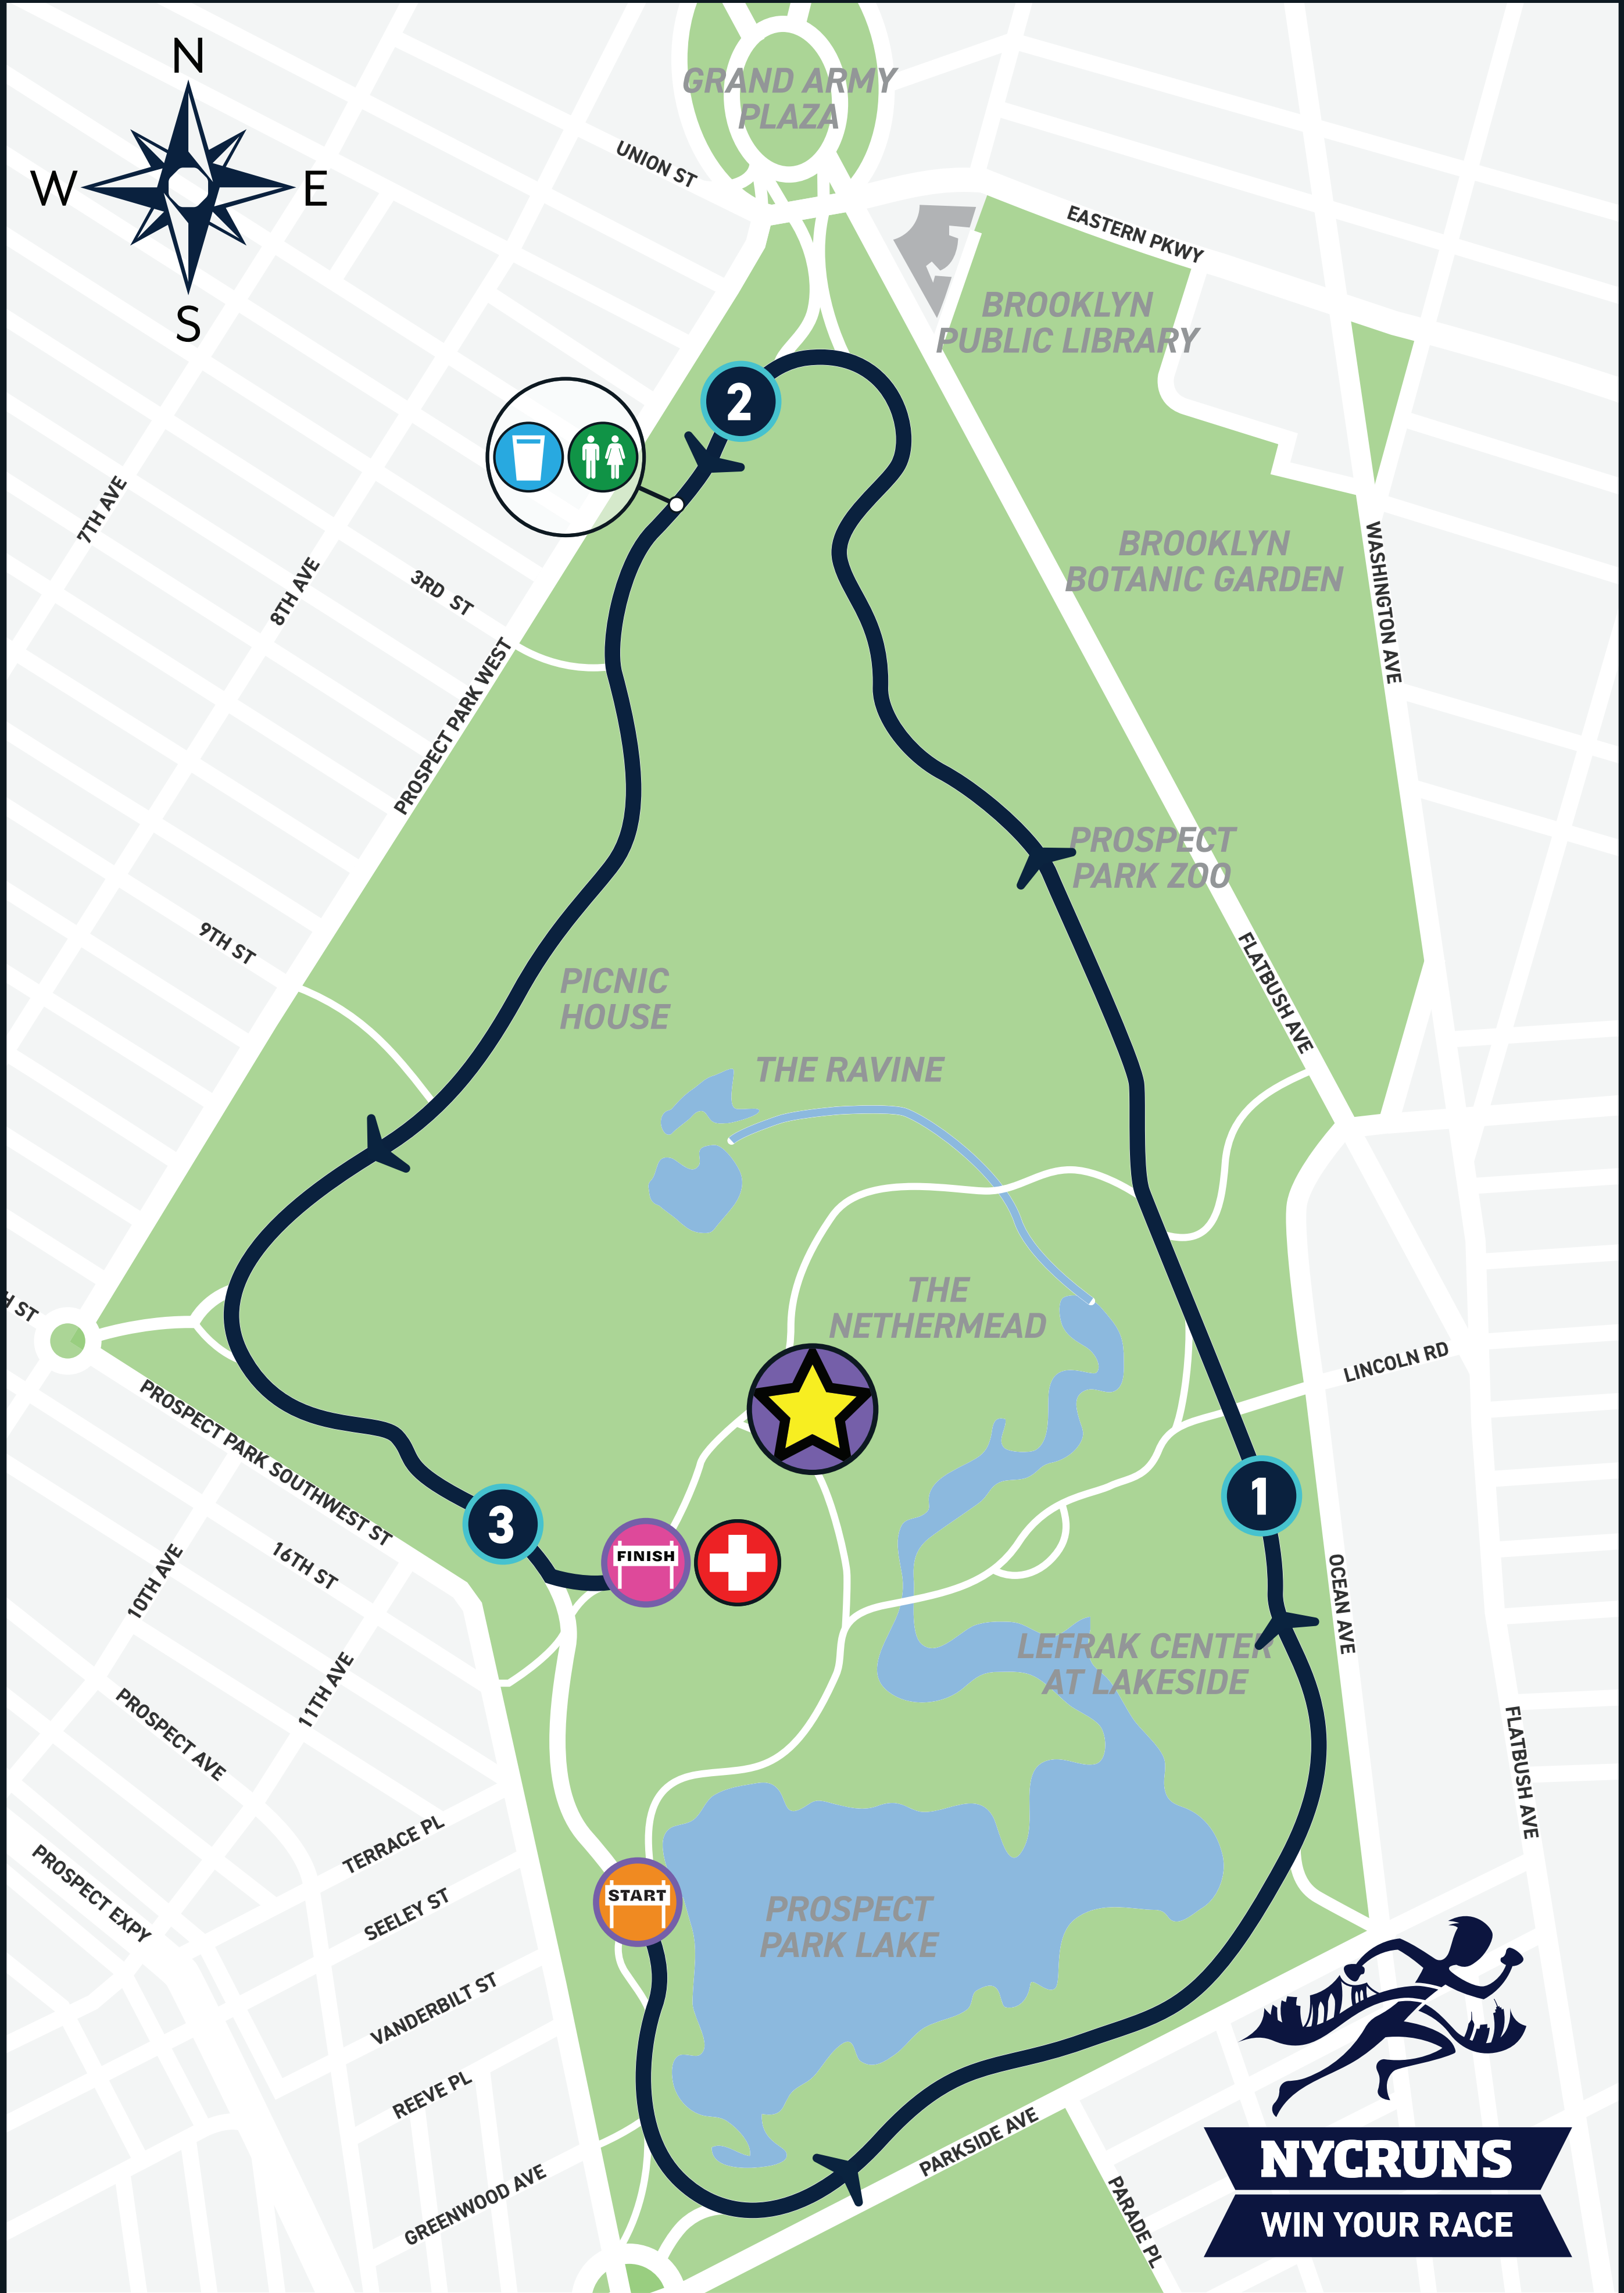 N
W
E
S
GRAND ARMY
PLAZA
UNION ST
EASTERN PKWY
BROOKLYN
PUBLIC LIBRARY
2
7TH AVE
8TH AVE
3RD ST
BROOKLYN
BOTANIC GARDEN
WASHINGTON AVE
PROSPECT PARK WEST
PROSPECT
PARK ZOO
9TH ST
FLATBUSH AVE
PICNIC
HOUSE
THE RAVINE
THE
NETHERMEAD
H ST
LINCOLN RD
PROSPECT PARK SOUTHWEST ST
1
3
16TH ST
10TH AVE
FINISH
OCEAN AVE
LEFRAK CENTER
AT LAKESIDE
11TH AVE
PROSPECT AVE
FLATBUSH AVE
TERRACE PL
PROSPECT EXPY
START
SEELEY ST
PROSPECT
PARK LAKE
VANDERBILT ST
REEVE PL
PARKSIDE AVE
GREENWOOD AVE
PARADE PL
NYCRUNS
WIN YOUR RACE